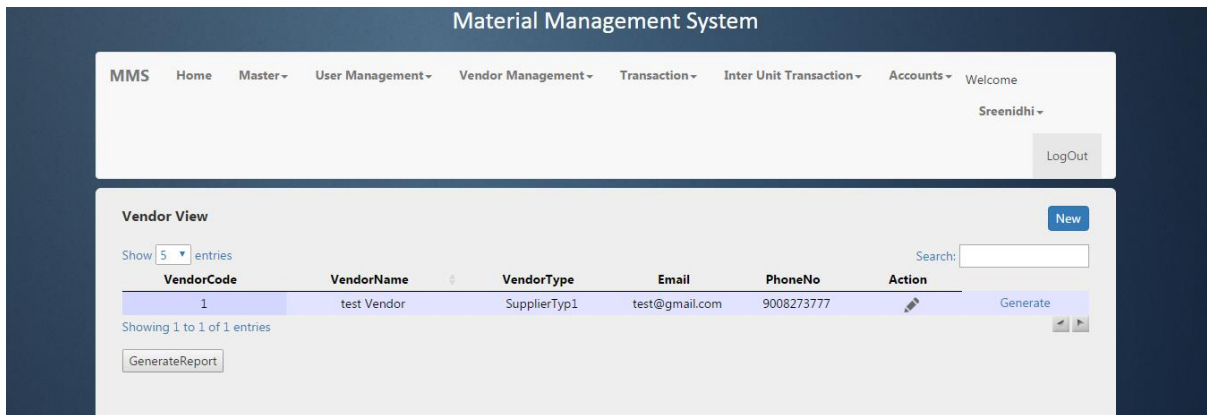 Material Management System
MMS Home Master User Management Vendor Management Transaction Inter Unit Transaction Accounts Welcome
Sreenidhi
LogOut
Vendor View New
Show 5 entries Search:
VendorCode VendorName VendorType Email PhoneNo Action
1 test Vendor SupplierTyp1 test@gmail.com 9008273777 Generate
Showing 1 to 1 of 1 entries
GenerateReport